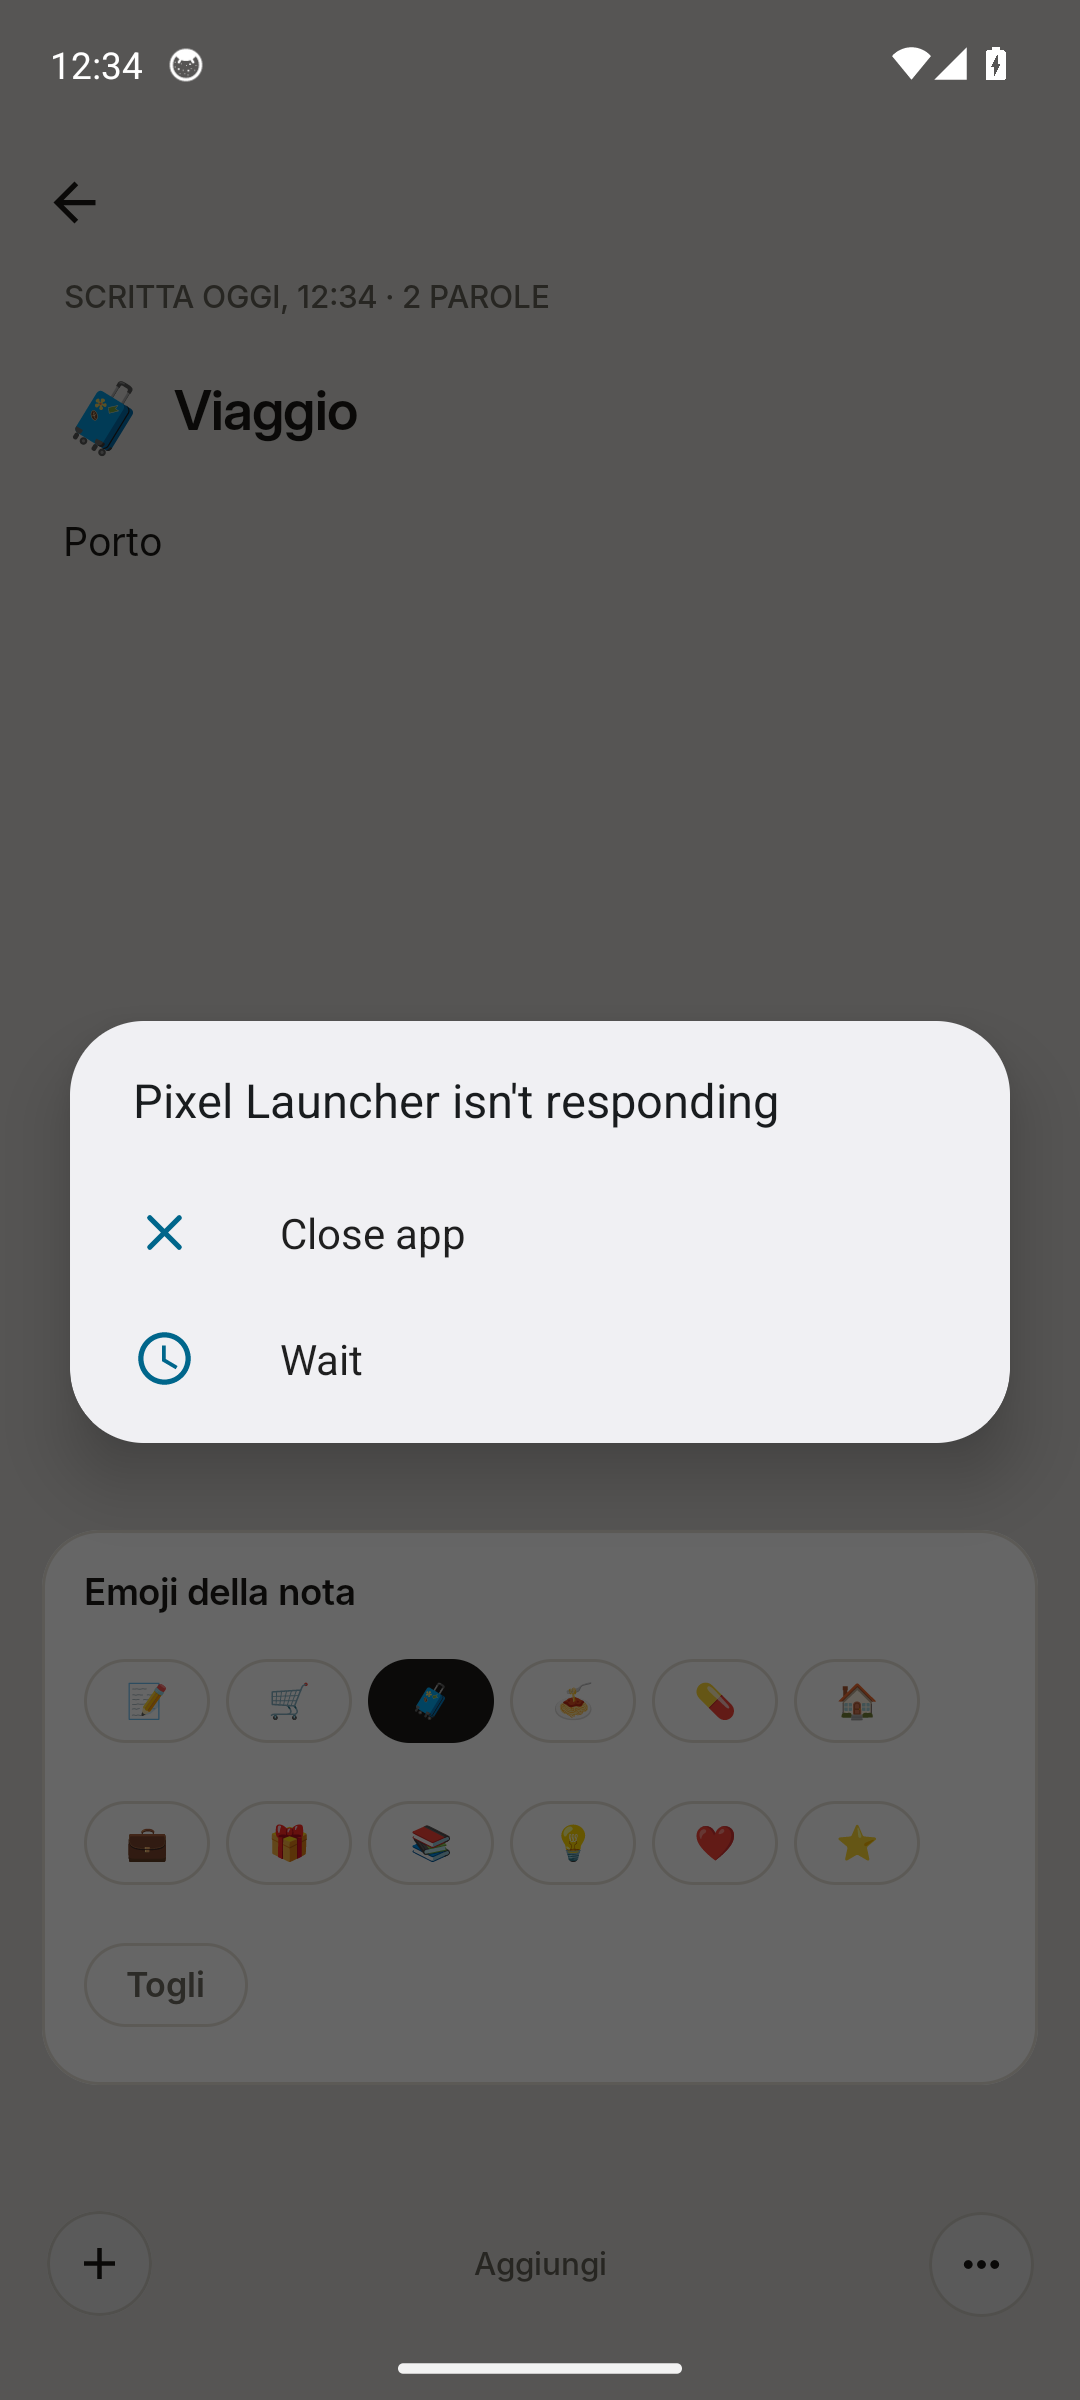 12:34
SCRITTA OGGI, 12:34 · 2 PAROLE
Viaggio
Porto
Pixel Launcher isn't responding
Close app
Wait
Emoji della nota
Togli
Aggiungi